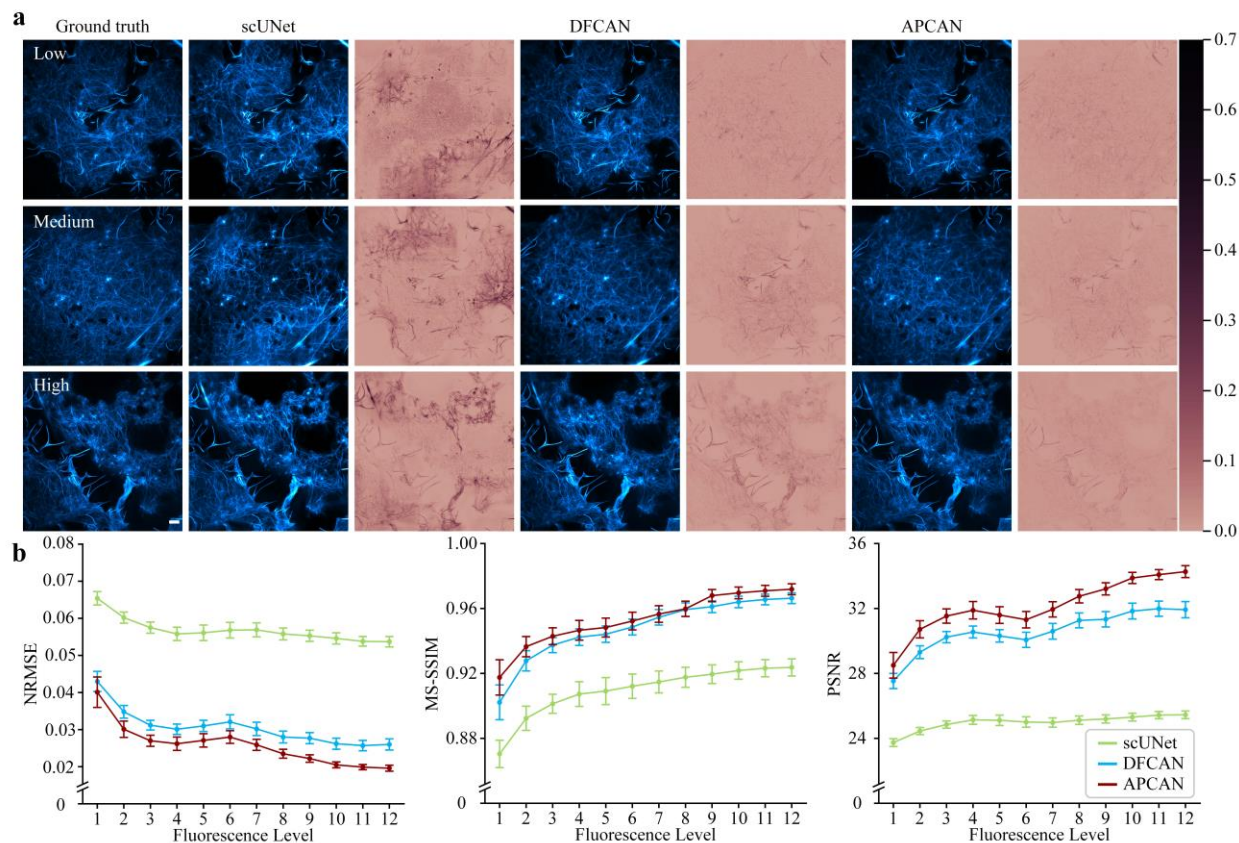 a
Ground truth scUNet DFCAN APCAN
Low
Medium
High
0.7
0.6
0.5
0.4
0.3
0.2
0.1
0.0
b
0.08
0.07
0.06
0.05
0.04
0.03
0.02
0
NRMSE
1 2 3 4 5 6 7 8 9 10 11 12
Fluorescence Level
1.00
0.96
0.92
0.88
0
MS-SSIM
1 2 3 4 5 6 7 8 9 10 11 12
Fluorescence Level
36
32
28
24
0
PSNR
scUNet
DFCAN
APCAN
1 2 3 4 5 6 7 8 9 10 11 12
Fluorescence Level